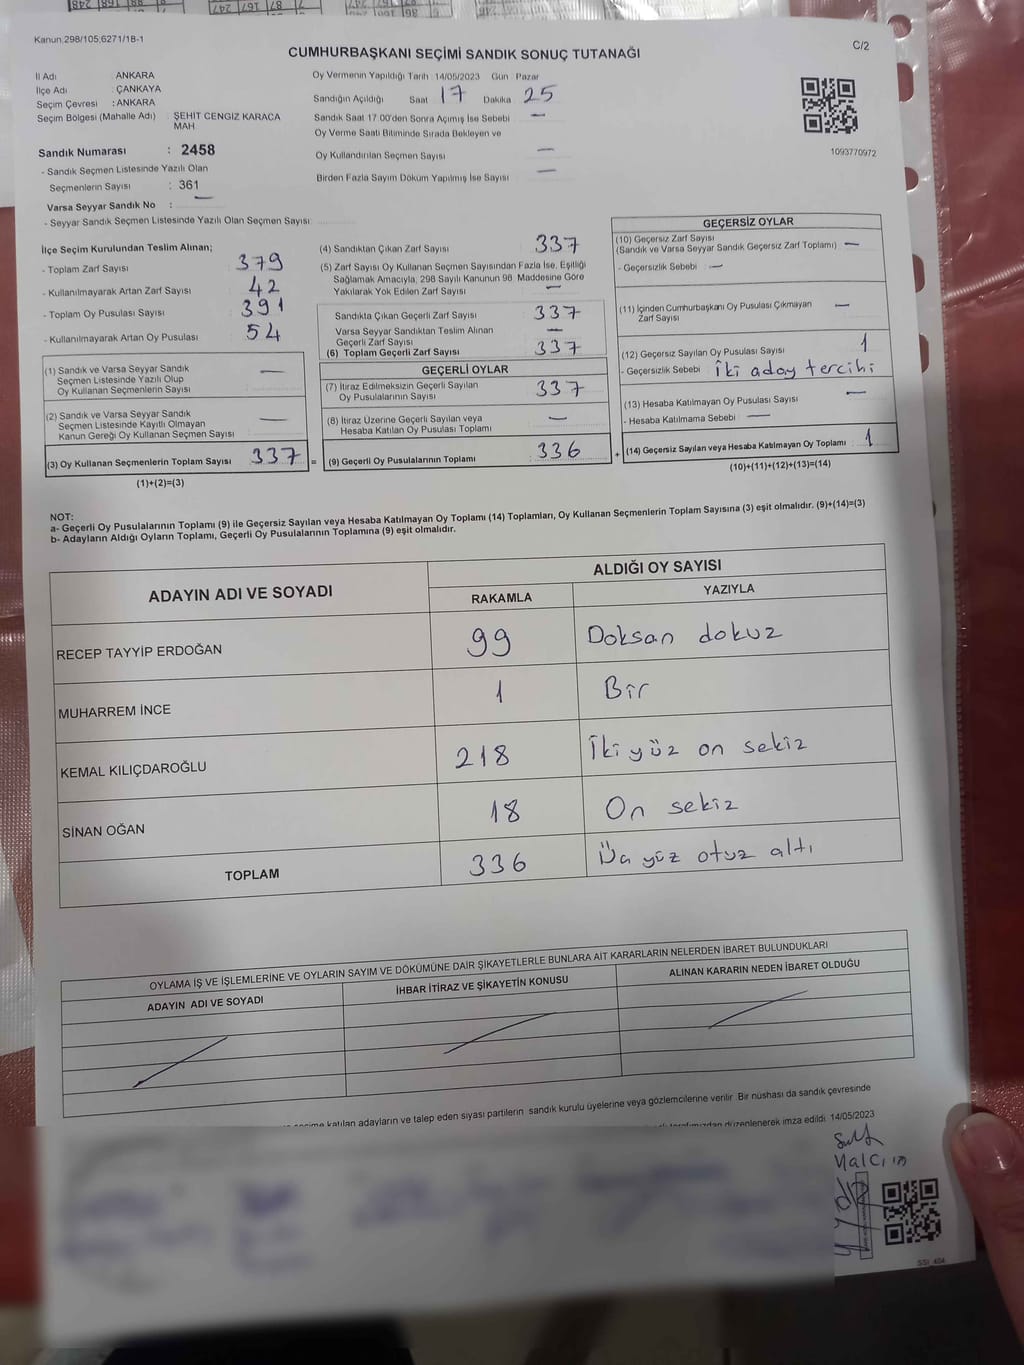 Kanun,298/105,6271/18-1
C/2
CUMHURBAŞKANI SEÇİMİ SANDIK SONUÇ TUTANAĞI
İl Adı : ANKARA
İlçe Adı : ÇANKAYA
Seçim Çevresi : ANKARA
Seçim Bölgesi (Mahalle Adı) : ŞEHİT CENGİZ KARACA
MAH.
Sandık Numarası : 2458
- Sandık Seçmen Listesinde Yazılı Olan
Seçmenlerin Sayısı : 361
Varsa Seyyar Sandık No : —
- Seyyar Sandık Seçmen Listesinde Yazılı Olan Seçmen Sayısı:
Oy Vermenin Yapıldığı Tarih :14/05/2023 Gün : Pazar
Sandığın Açıldığı Saat 17 Dakika 25
Sandık Saat 17:00'den Sonra Açımış İse Sebebi —
Oy Verme Saati Bitiminde Sırada Bekleyen ve
Oy Kullandırılan Seçmen Sayısı —
Birden Fazla Sayım Döküm Yapılmış İse Sayısı —
1093770972
İlçe Seçim Kurulundan Teslim Alınan;
- Toplam Zarf Sayısı 379
- Kullanılmayarak Artan Zarf Sayısı 42
- Toplam Oy Pusulası Sayısı 391
- Kullanılmayarak Artan Oy Pusulası 54
(1) Sandık ve Varsa Seyyar Sandık
Seçmen Listesinde Yazılı Olup
Oy Kullanan Seçmenlerin Sayısı —
(2) Sandık ve Varsa Seyyar Sandık
Seçmen Listesinde Kayıtlı Olmayan
Kanun Gereği Oy Kullanan Seçmen Sayısı —
(3) Oy Kullanan Seçmenlerin Toplam Sayısı 337 =
(1)+(2)=(3)
(4) Sandıktan Çıkan Zarf Sayısı 337
(5) Zarf Sayısı Oy Kullanan Seçmen Sayısından Fazla İse, Eşitliği
Sağlamak Amacıyla; 298 Sayılı Kanunun 98. Maddesine Göre
Yakılarak Yok Edilen Zarf Sayısı —
Sandıkta Çıkan Geçerli Zarf Sayısı 337
Varsa Seyyar Sandıktan Teslim Alınan
Geçerli Zarf Sayısı —
(6) Toplam Geçerli Zarf Sayısı 337
GEÇERLİ OYLAR
(7) İtiraz Edilmeksizin Geçerli Sayılan
Oy Pusulasının Sayısı 337
(8) İtiraz Üzerine Geçerli Sayılan veya
Hesaba Katılan Oy Pusulası Toplamı —
(9) Geçerli Oy Pusulalarının Toplamı 336 +
GEÇERSİZ OYLAR
(10) Geçersiz Zarf Sayısı
(Sandık ve Varsa Seyyar Sandık Geçersiz Zarf Toplamı) —
- Geçersizlik Sebebi : —
(11) İçinden Cumhurbaşkanı Oy Pusulası Çıkmayan
Zarf Sayısı —
(12) Geçersiz Sayılan Oy Pusulası Sayısı 1
- Geçersizlik Sebebi : İki aday tercihi
(13) Hesaba Katılmayan Oy Pusulası Sayısı —
- Hesaba Katılmama Sebebi : —
(14) Geçersiz Sayılan veya Hesaba Katılmayan Oy Toplamı 1
(10)+(11)+(12)+(13)=(14)
NOT:
a- Geçerli Oy Pusulalarının Toplamı (9) ile Geçersiz Sayılan veya Hesaba Katılmayan Oy Toplamı (14) Toplamları, Oy Kullanan Seçmenlerin Toplam Sayısına (3) eşit olmalıdır. (9)+(14)=(3)
b- Adayların Aldığı Oyların Toplamı, Geçerli Oy Pusulalarının Toplamına (9) eşit olmalıdır.
ADAYIN ADI VE SOYADI
ALDIĞI OY SAYISI
RAKAMLA YAZIYLA
RECEP TAYYİP ERDOĞAN 99 Doksan dokuz
MUHARREM İNCE 1 Bir
KEMAL KILIÇDAROĞLU 218 İki yüz on sekiz
SİNAN OĞAN 18 On sekiz
TOPLAM 336 yüz otuz altı
OYLAMA İŞ VE İŞLEMLERİNE VE OYLARIN SAYIM VE DÖKÜMÜNE DAİR ŞİKAYETLERLE BUNLARA AİT KARARLARIN NELERDEN İBARET BULUNDUKLARI
ADAYIN ADI VE SOYADI İHBAR İTİRAZ VE ŞİKAYETİN KONUSU ALINAN KARARIN NEDEN İBARET OLDUĞU
katılan adayların ve talep eden siyasi partilerin sandık kurulu üyelerine veya gözlemcilerine verilir. Bir nüshası da sandık çevresinde
düzenlenerek imza edildi. 14/05/2023
SSI_404